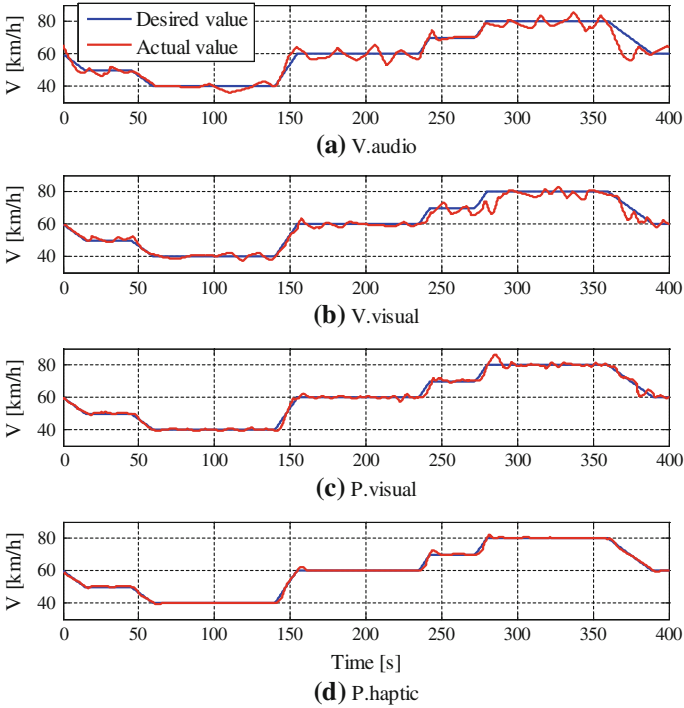 Desired value
Actual value
V [km/h]
80
60
40
0 50 100 150 200 250 300 350 400
(a) V.audio
V [km/h]
80
60
40
0 50 100 150 200 250 300 350 400
(b) V.visual
V [km/h]
80
60
40
0 50 100 150 200 250 300 350 400
(c) P.visual
V [km/h]
80
60
40
0 50 100 150 200 250 300 350 400
Time [s]
(d) P.haptic